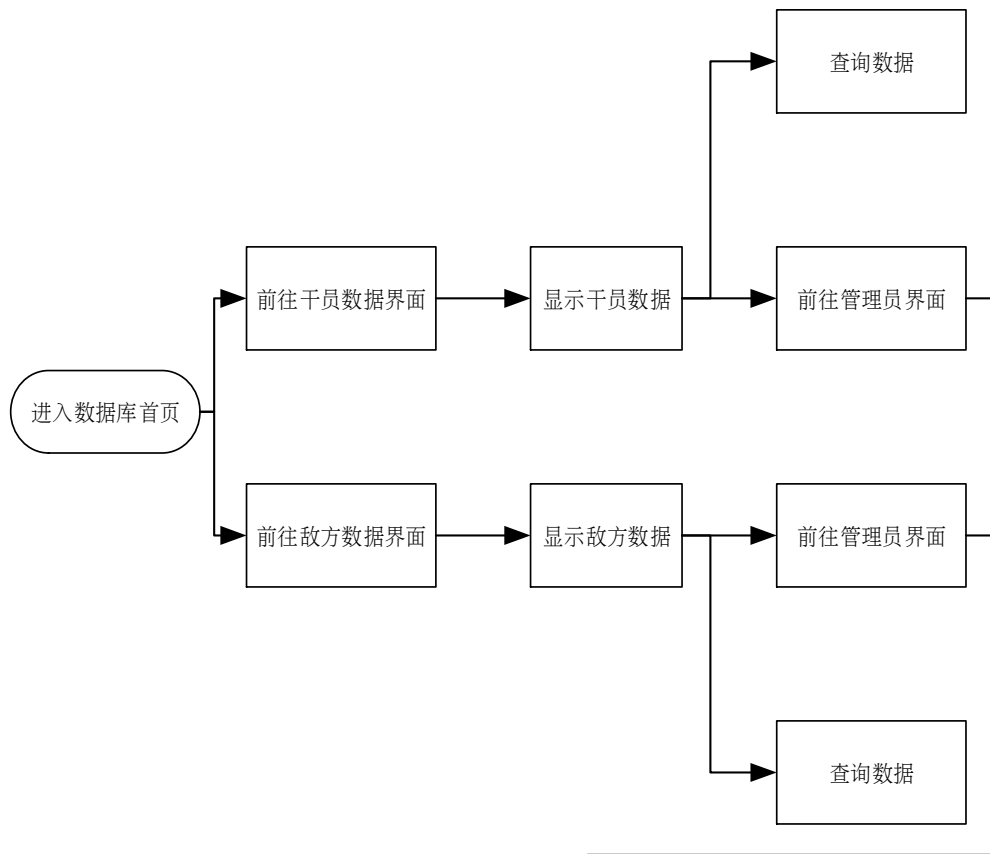 查询数据
前往干员数据界面
显示干员数据
前往管理员界面
进入数据库首页
前往敌方数据界面
显示敌方数据
前往管理员界面
查询数据